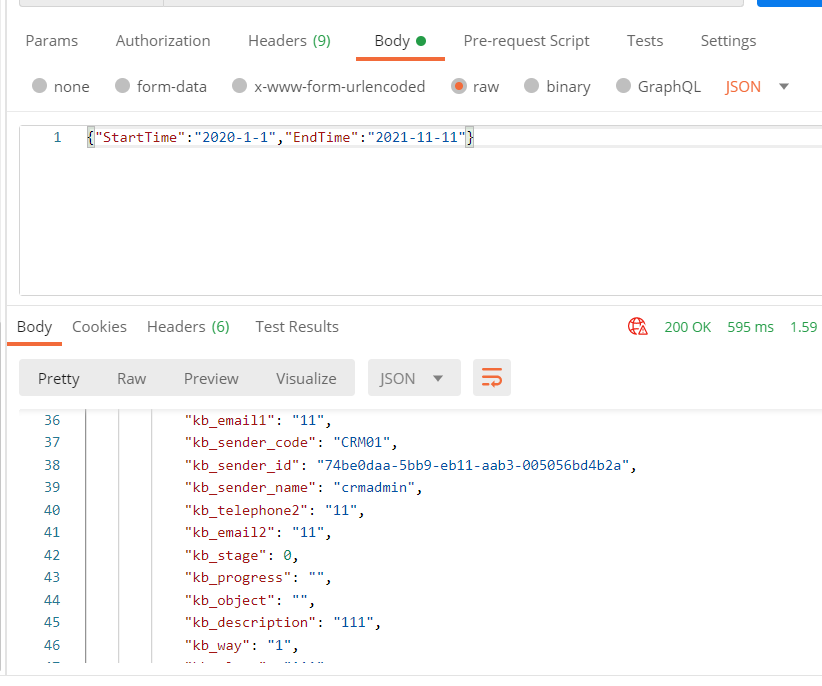 Params Authorization Headers (9) Body Pre-request Script Tests Settings
none form-data x-www-form-urlencoded raw binary GraphQL JSON
1 {"StartTime":"2020-1-1","EndTime":"2021-11-11"}
Body Cookies Headers (6) Test Results 200 OK 595 ms 1.59
Pretty Raw Preview Visualize JSON
36 "kb_email1": "11",
37 "kb_sender_code": "CRM01",
38 "kb_sender_id": "74be0daa-5bb9-eb11-aab3-005056bd4b2a",
39 "kb_sender_name": "crmadmin",
40 "kb_telephone2": "11",
41 "kb_email2": "11",
42 "kb_stage": 0,
43 "kb_progress": "",
44 "kb_object": "",
45 "kb_description": "111",
46 "kb_way": "1",